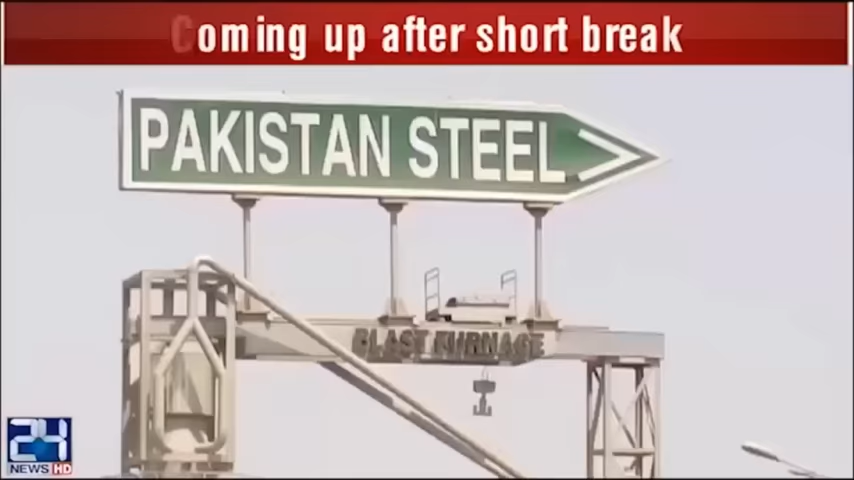 Coming up after short break
PAKISTAN STEEL
BLAST FURNACE
24
NEWS HD